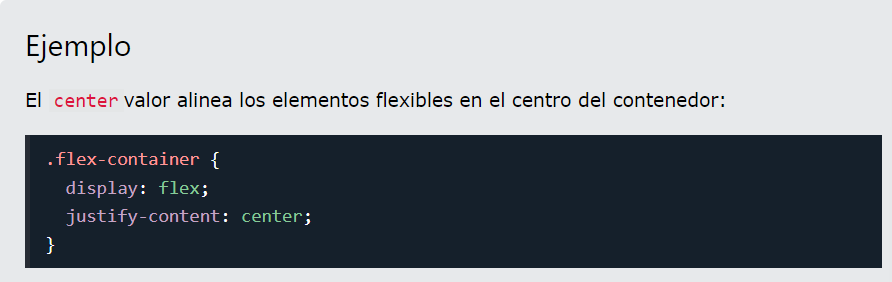 Ejemplo
El center valor alinea los elementos flexibles en el centro del contenedor:
.flex-container {
  display: flex;
  justify-content: center;
}